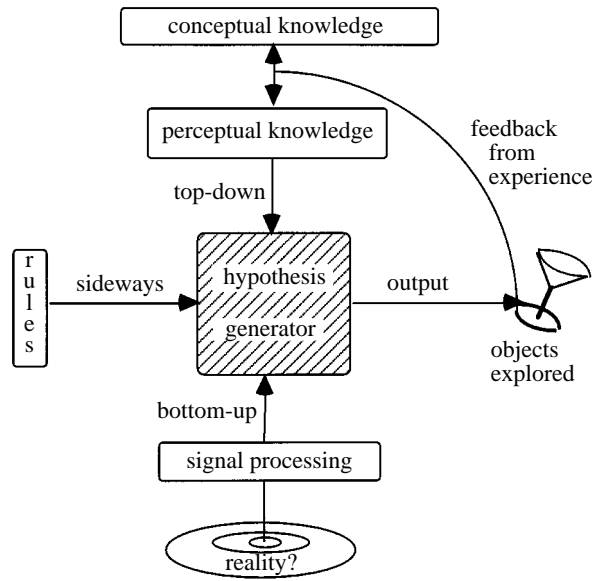 conceptual knowledge
perceptual knowledge
feedback
from
experience
top-down
rules
sideways
hypothesis
generator
output
objects
explored
bottom-up
signal processing
reality?